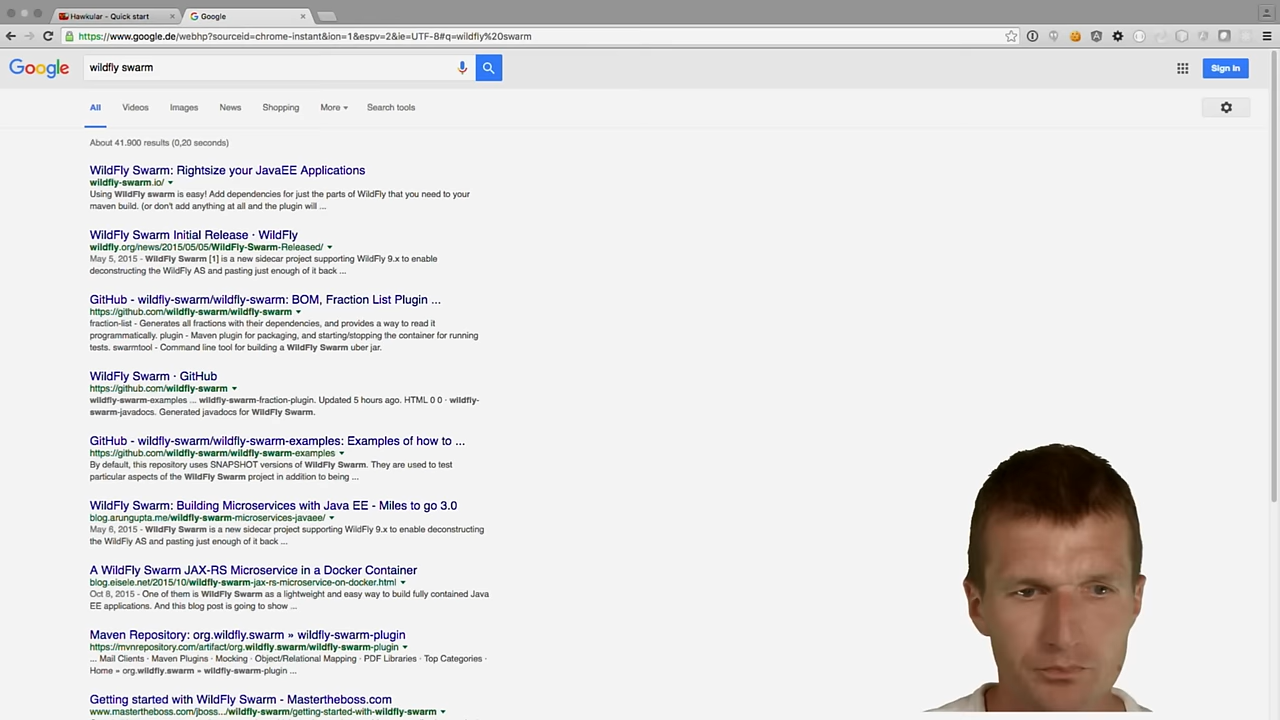 Hawkular - Quick start
Google
https://www.google.de/webhp?sourceid=chrome-instant&ion=1&espv=2&ie=UTF-8#q=wildfly%20swarm
Google
wildfly swarm
Sign in
All Videos Images News Shopping More Search tools
About 41.900 results (0,20 seconds)
WildFly Swarm: Rightsize your JavaEE Applications
wildfly-swarm.io/
Using WildFly swarm is easy! Add dependencies for just the parts of WildFly that you need to your
maven build. (or don't add anything at all and the plugin will ...
WildFly Swarm Initial Release · WildFly
wildfly.org/news/2015/05/05/WildFly-Swarm-Released/
May 5, 2015 - WildFly Swarm [1] is a new sidecar project supporting WildFly 9.x to enable
deconstructing the WildFly AS and pasting just enough of it back ...
GitHub - wildfly-swarm/wildfly-swarm: BOM, Fraction List Plugin ...
https://github.com/wildfly-swarm/wildfly-swarm
fraction-list - Generates all fractions with their dependencies, and provides a way to read it
programmatically. plugin - Maven plugin for packaging, and starting/stopping the container for running
tests. swarmtool - Command line tool for building a WildFly Swarm uber jar.
WildFly Swarm · GitHub
https://github.com/wildfly-swarm
wildfly-swarm-examples ... wildfly-swarm-fraction-plugin. Updated 5 hours ago. HTML 0 0 · wildfly-
swarm-javadocs. Generated javadocs for WildFly Swarm.
GitHub - wildfly-swarm/wildfly-swarm-examples: Examples of how to ...
https://github.com/wildfly-swarm/wildfly-swarm-examples
By default, this repository uses SNAPSHOT versions of WildFly Swarm. They are used to test
particular aspects of the WildFly Swarm project in addition to being ...
WildFly Swarm: Building Microservices with Java EE - Miles to go 3.0
blog.arungupta.me/wildfly-swarm-microservices-javaee/
May 6, 2015 - WildFly Swarm is a new sidecar project supporting WildFly 9.x to enable deconstructing
the WildFly AS and pasting just enough of it back ...
A WildFly Swarm JAX-RS Microservice in a Docker Container
blog.eisele.net/2015/10/wildfly-swarm-jax-rs-microservice-on-docker.html
Oct 8, 2015 - One of them is WildFly Swarm as a lightweight and easy way to build fully contained Java
EE applications. And this blog post is going to show ...
Maven Repository: org.wildfly.swarm » wildfly-swarm-plugin
https://mvnrepository.com/artifact/org.wildfly.swarm/wildfly-swarm-plugin
... Mail Clients · Maven Plugins · Mocking · Object/Relational Mapping · PDF Libraries · Top Categories ·
Home » org.wildfly.swarm » wildfly-swarm-plugin ...
Getting started with WildFly Swarm - Mastertheboss.com
www.mastertheboss.com/jboss.../wildfly-swarm/getting-started-with-wildfly-swarm